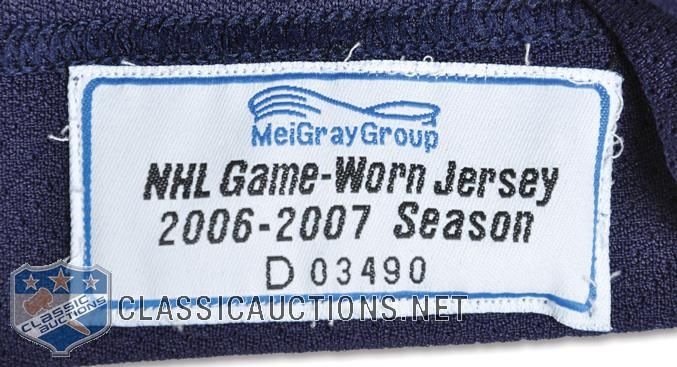 MeiGrayGroup
NHL Game-Worn Jersey
2006-2007 Season
D 03490
CLASSIC
AUCTIONS
CLASSICAUCTIONS.NET